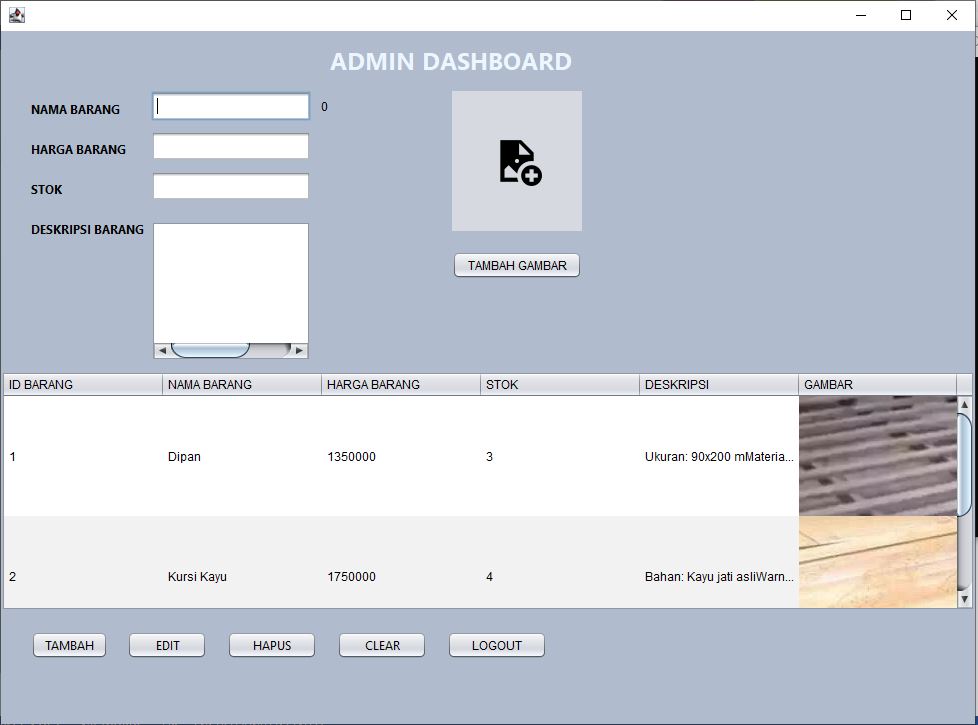 ADMIN DASHBOARD
NAMA BARANG 0
HARGA BARANG
STOK
DESKRIPSI BARANG
TAMBAH GAMBAR
ID BARANG NAMA BARANG HARGA BARANG STOK DESKRIPSI GAMBAR
1 Dipan 1350000 3 Ukuran: 90x200 mMateria...
2 Kursi Kayu 1750000 4 Bahan: Kayu jati asliWarn...
TAMBAH EDIT HAPUS CLEAR LOGOUT